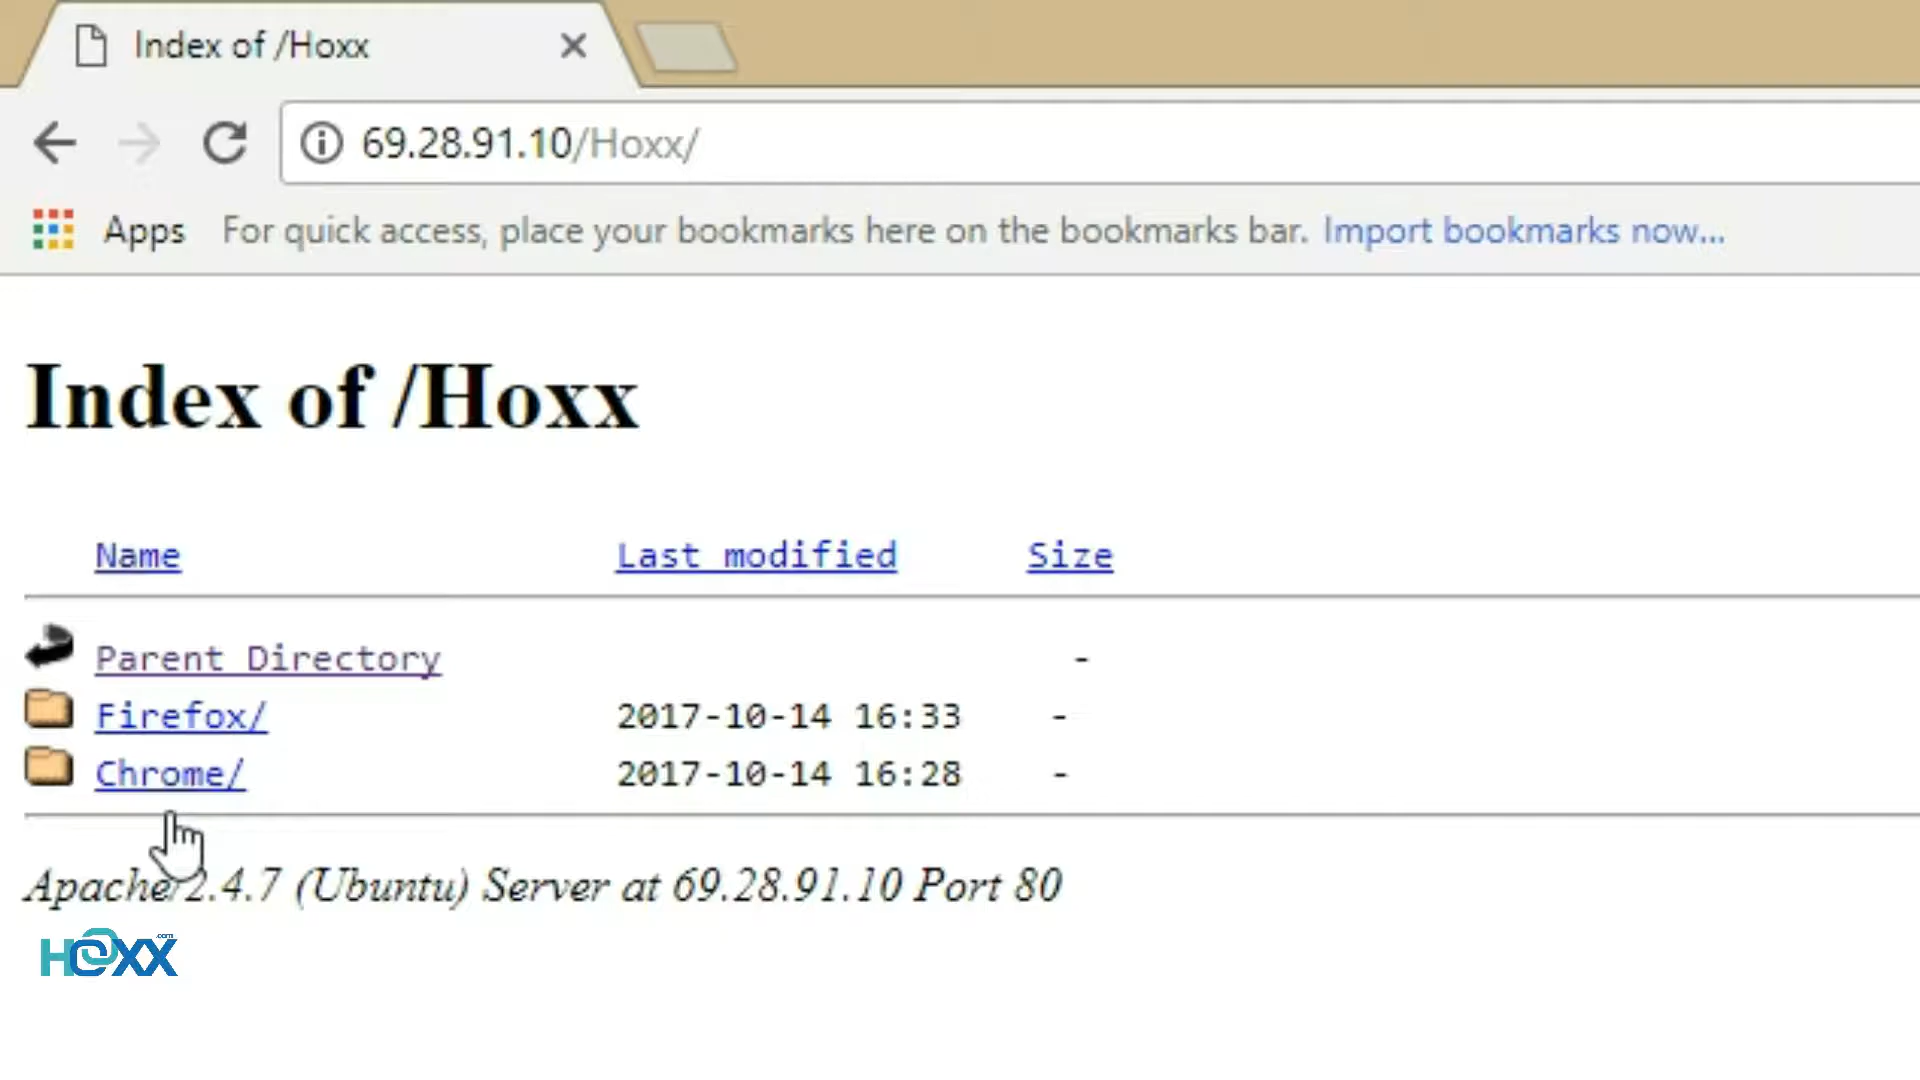 Index of /Hoxx
69.28.91.10/Hoxx/
Apps For quick access, place your bookmarks here on the bookmarks bar. Import bookmarks now...
Index of /Hoxx
Name Last modified Size
Parent Directory -
Firefox/ 2017-10-14 16:33 -
Chrome/ 2017-10-14 16:28 -
Apache/2.4.7 (Ubuntu) Server at 69.28.91.10 Port 80
HOXX.com